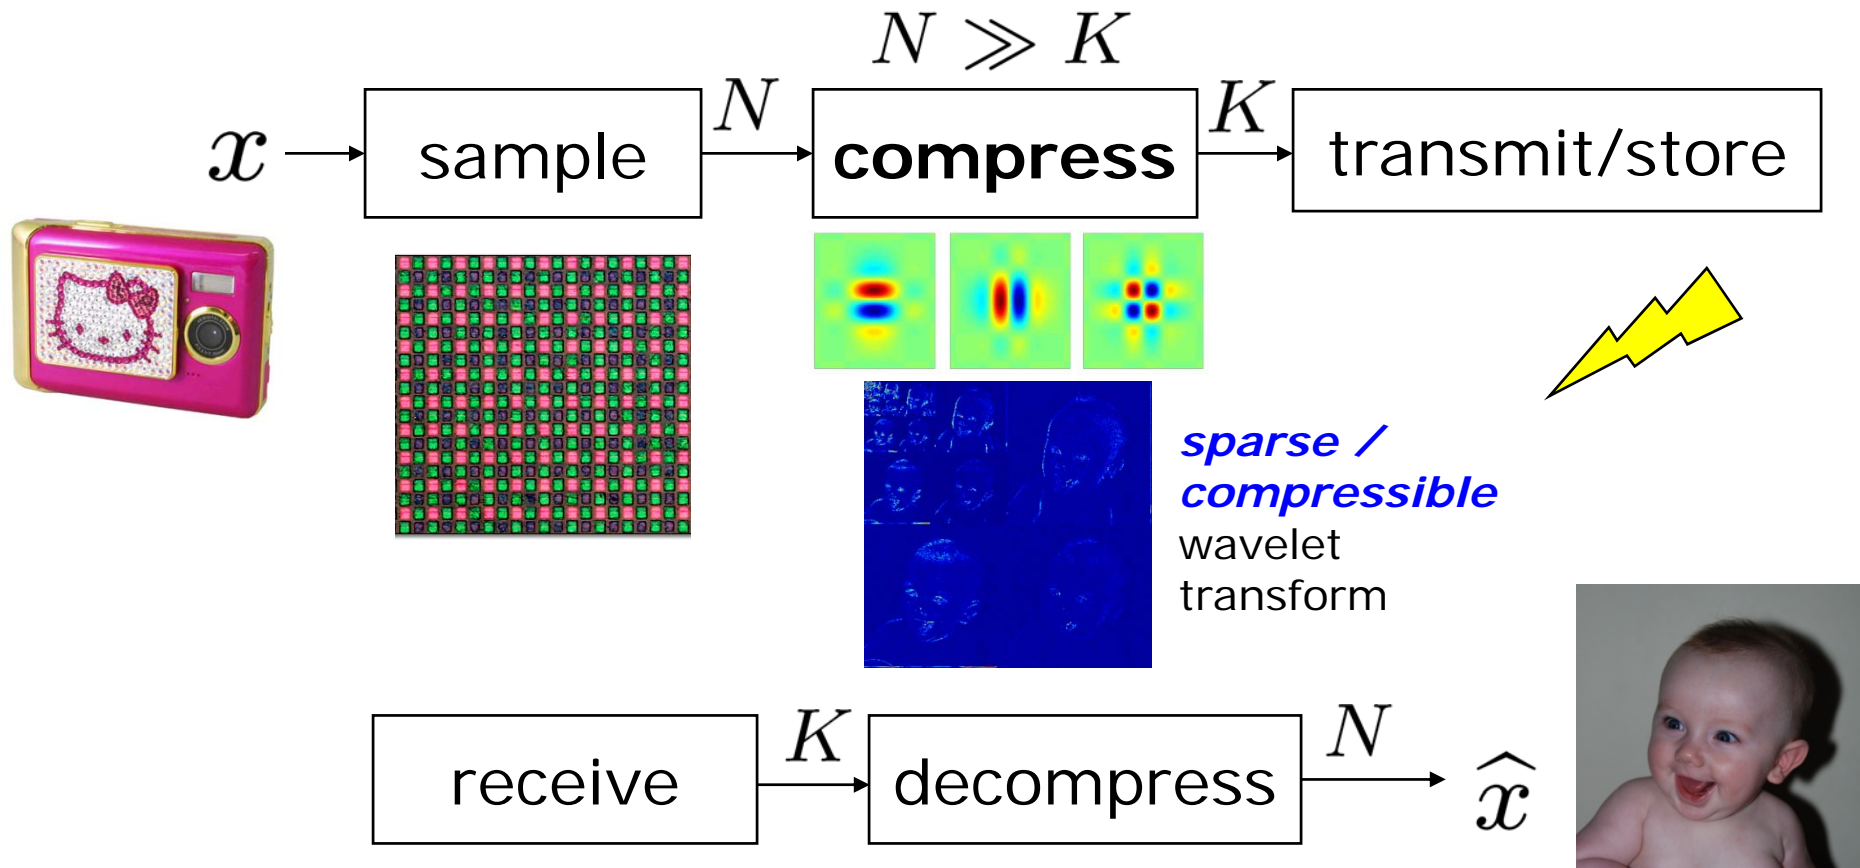 N ≫ K
x
sample
N
compress
K
transmit/store
sparse /
compressible
wavelet
transform
receive
K
decompress
N
x̂